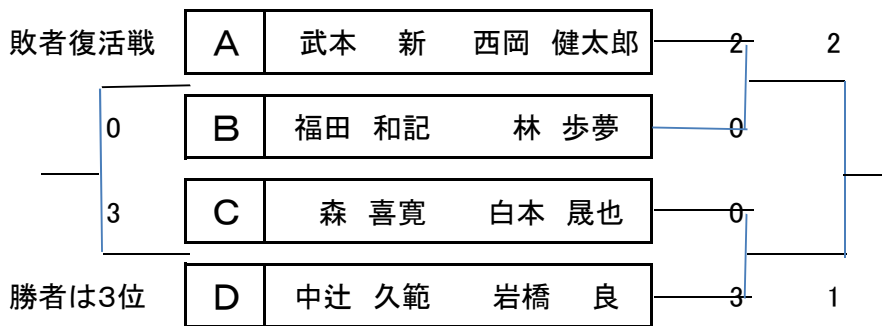 敗者復活戦 A 武本 新 西岡 健太郎 2 2
0 B 福田 和記 林 歩夢 0
3 C 森 喜寛 白本 晟也 0
勝者は3位 D 中辻 久範 岩橋 良 3 1